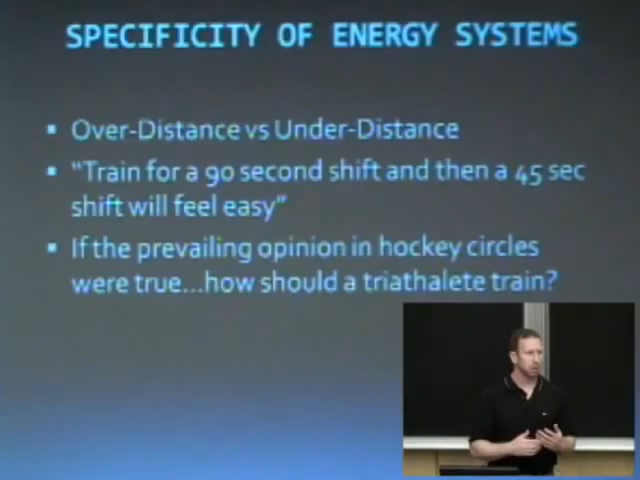 SPECIFICITY OF ENERGY SYSTEMS
Over-Distance vs Under-Distance
"Train for a 90 second shift and then a 45 sec
shift will feel easy"
If the prevailing opinion in hockey circles
were true...how should a triathalete train?